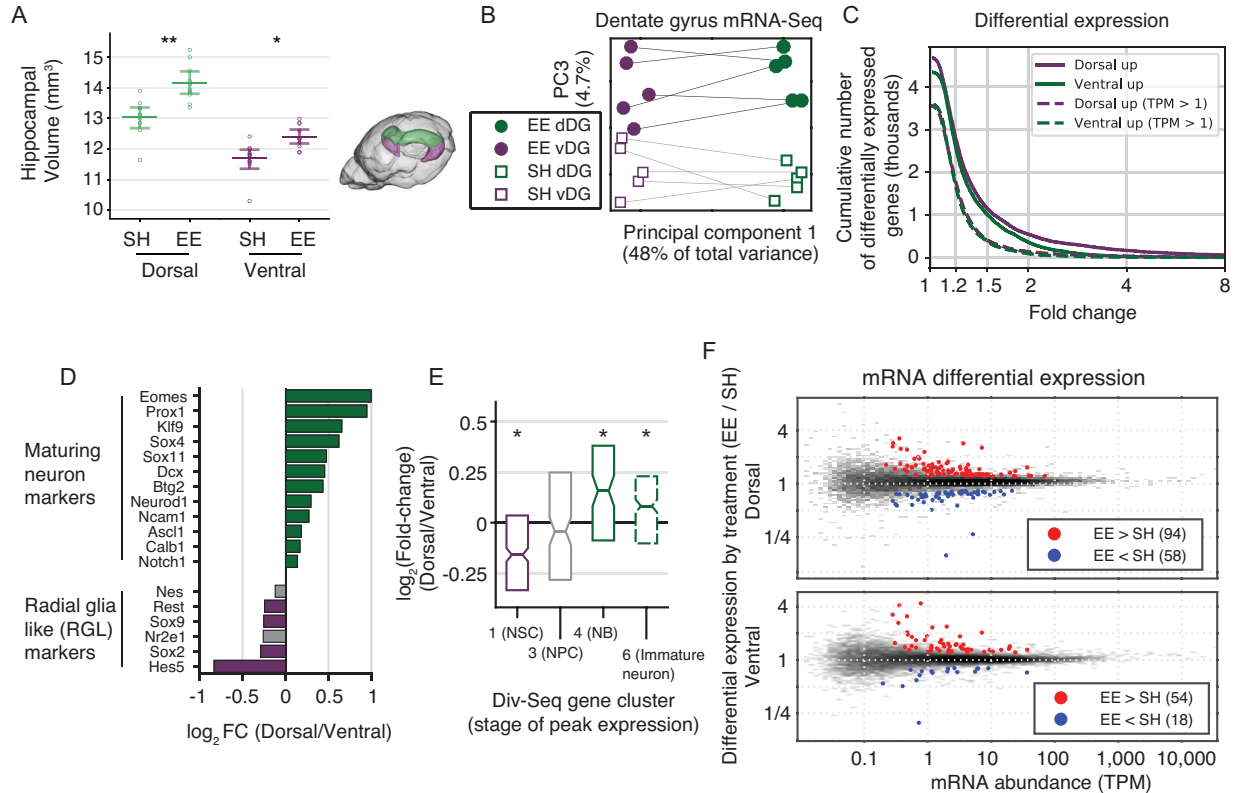 A
Hippocampal
Volume (mm³)
15
14
13
12
11
10
**
*
SH EE SH EE
Dorsal Ventral
B
Dentate gyrus mRNA-Seq
PC3
(4.7%)
EE dDG
EE vDG
SH dDG
SH vDG
Principal component 1
(48% of total variance)
C
Differential expression
Cumulative number
of differentially expressed
genes (thousands)
4
3
2
1
0
Dorsal up
Ventral up
Dorsal up (TPM > 1)
Ventral up (TPM > 1)
1 1.2 1.5 2 4 8
Fold change
D
Maturing
neuron
markers
Eomes
Prox1
Klf9
Sox4
Sox11
Dcx
Btg2
Neurod1
Ncam1
Ascl1
Calb1
Notch1
Radial glia
like (RGL)
markers
Nes
Rest
Sox9
Nr2e1
Sox2
Hes5
-1 -0.5 0 0.5 1
log₂ FC (Dorsal/Ventral)
E
log₂(Fold-change)
(Dorsal/Ventral)
0.5
0.25
0
-0.25
* * *
1 (NSC)
3 (NPC)
4 (NB)
6 (Immature
neuron)
Div-Seq gene cluster
(stage of peak expression)
F
mRNA differential expression
Differential expression by treatment (EE / SH)
Dorsal
4
1
1/4
EE > SH (94)
EE < SH (58)
Ventral
4
1
1/4
EE > SH (54)
EE < SH (18)
0.1 1 10 100 1,000 10,000
mRNA abundance (TPM)